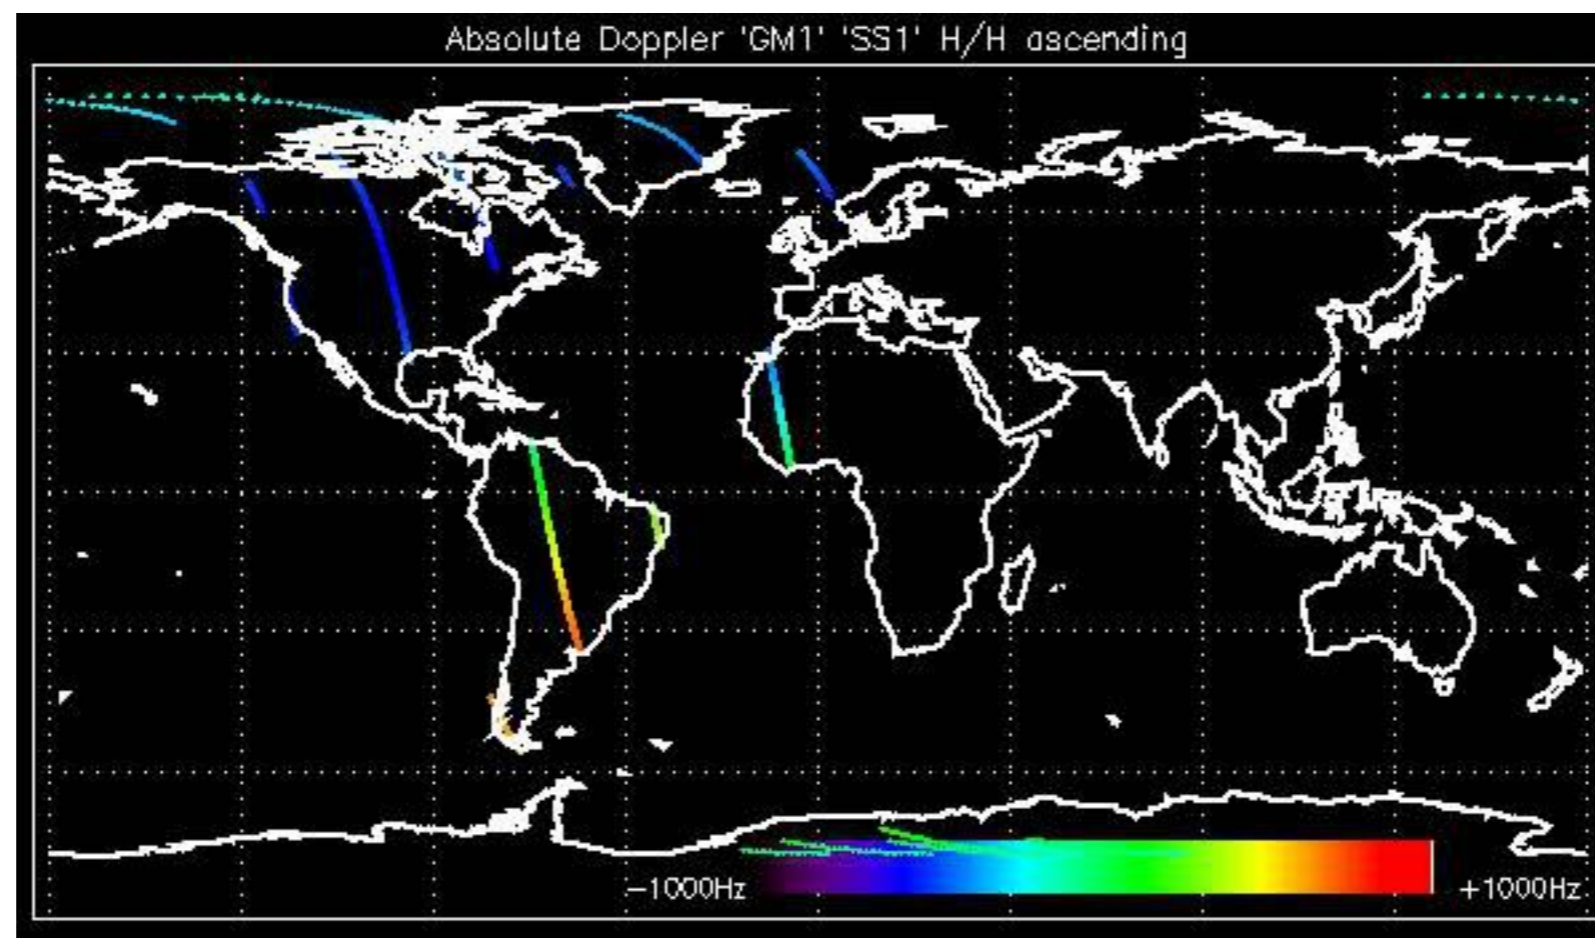 Absolute Doppler 'GM1' 'SS1' H/H ascending
−1000Hz
+1000Hz